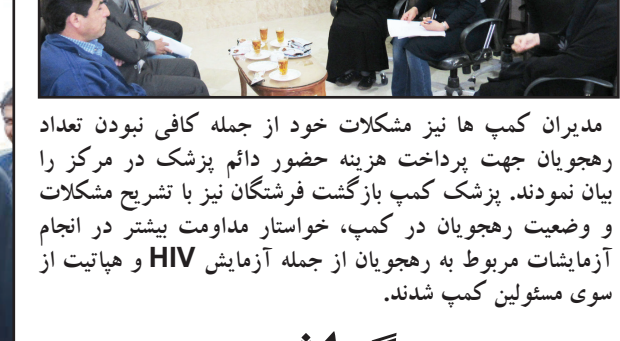 مدیران کمپ ها نیز مشکلات خود از جمله کافی نبودن تعداد
رهجویان جهت پرداخت هزینه حضور دائم پزشک در مرکز را
بیان نمودند. پزشک کمپ بازگشت فرشتگان نیز با تشریح مشکلات
و وضعیت رهجویان در کمپ، خواستار مداومت بیشتر در انجام
آزمایشات مربوط به رهجویان از جمله آزمایش HIV و هپاتیت از
سوی مسئولین کمپ شدند.